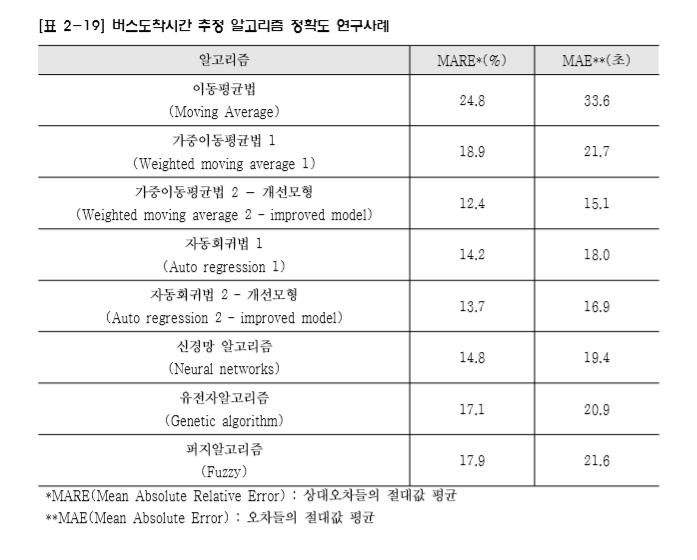 [표 2-19] 버스도착시간 추정 알고리즘 정확도 연구사례
알고리즘 MARE*(%) MAE**(초)
이동평균법
(Moving Average) 24.8 33.6
가중이동평균법 1
(Weighted moving average 1) 18.9 21.7
가중이동평균법 2 - 개선모형
(Weighted moving average 2 - improved model) 12.4 15.1
자동회귀법 1
(Auto regression 1) 14.2 18.0
자동회귀법 2 - 개선모형
(Auto regression 2 - improved model) 13.7 16.9
신경망 알고리즘
(Neural networks) 14.8 19.4
유전자알고리즘
(Genetic algorithm) 17.1 20.9
퍼지알고리즘
(Fuzzy) 17.9 21.6
*MARE(Mean Absolute Relative Error) : 상대오차들의 절대값 평균
**MAE(Mean Absolute Error) : 오차들의 절대값 평균